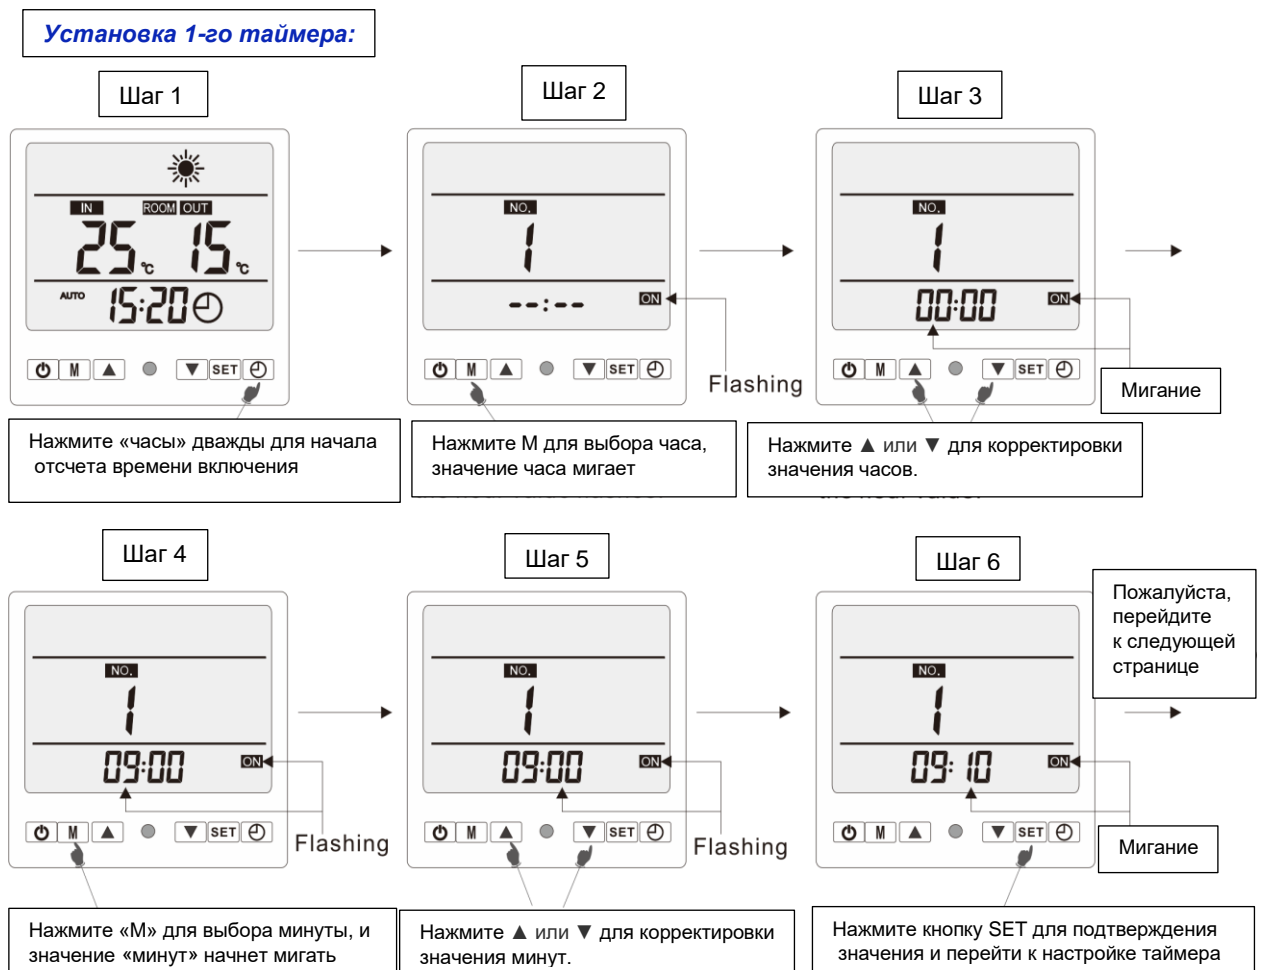 Установка 1-го таймера:
Шаг 1
Шаг 2
Шаг 3
IN ROOM OUT
25 °C 15 °C
AUTO 15:20
M SET
Нажмите «часы» дважды для начала
отсчета времени включения
NO.
1
--:-- ON
M SET
Flashing
Нажмите М для выбора часа,
значение часа мигает
NO.
1
00:00 ON
M SET
Мигание
Нажмите ▲ или ▼ для корректировки
значения часов.
Шаг 4
Шаг 5
Шаг 6
NO.
1
09:00 ON
M SET
Flashing
Нажмите «М» для выбора минуты, и
значение «минут» начнет мигать
NO.
1
09:00 ON
M SET
Flashing
Нажмите ▲ или ▼ для корректировки
значения минут.
NO.
1
09:10 ON
M SET
Мигание
Пожалуйста,
перейдите
к следующей
странице
Нажмите кнопку SET для подтверждения
значения и перейти к настройке таймера